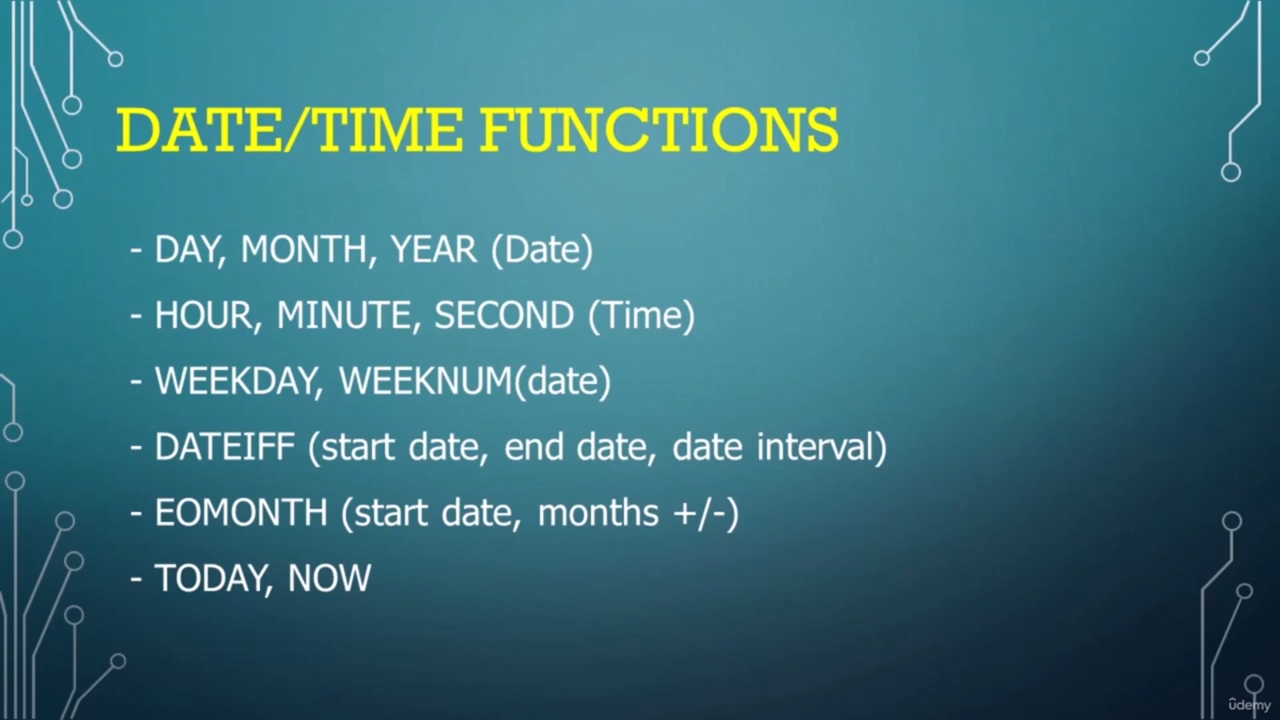 DATE/TIME FUNCTIONS
- DAY, MONTH, YEAR (Date)
- HOUR, MINUTE, SECOND (Time)
- WEEKDAY, WEEKNUM(date)
- DATEIFF (start date, end date, date interval)
- EOMONTH (start date, months +/-)
- TODAY, NOW
udemy